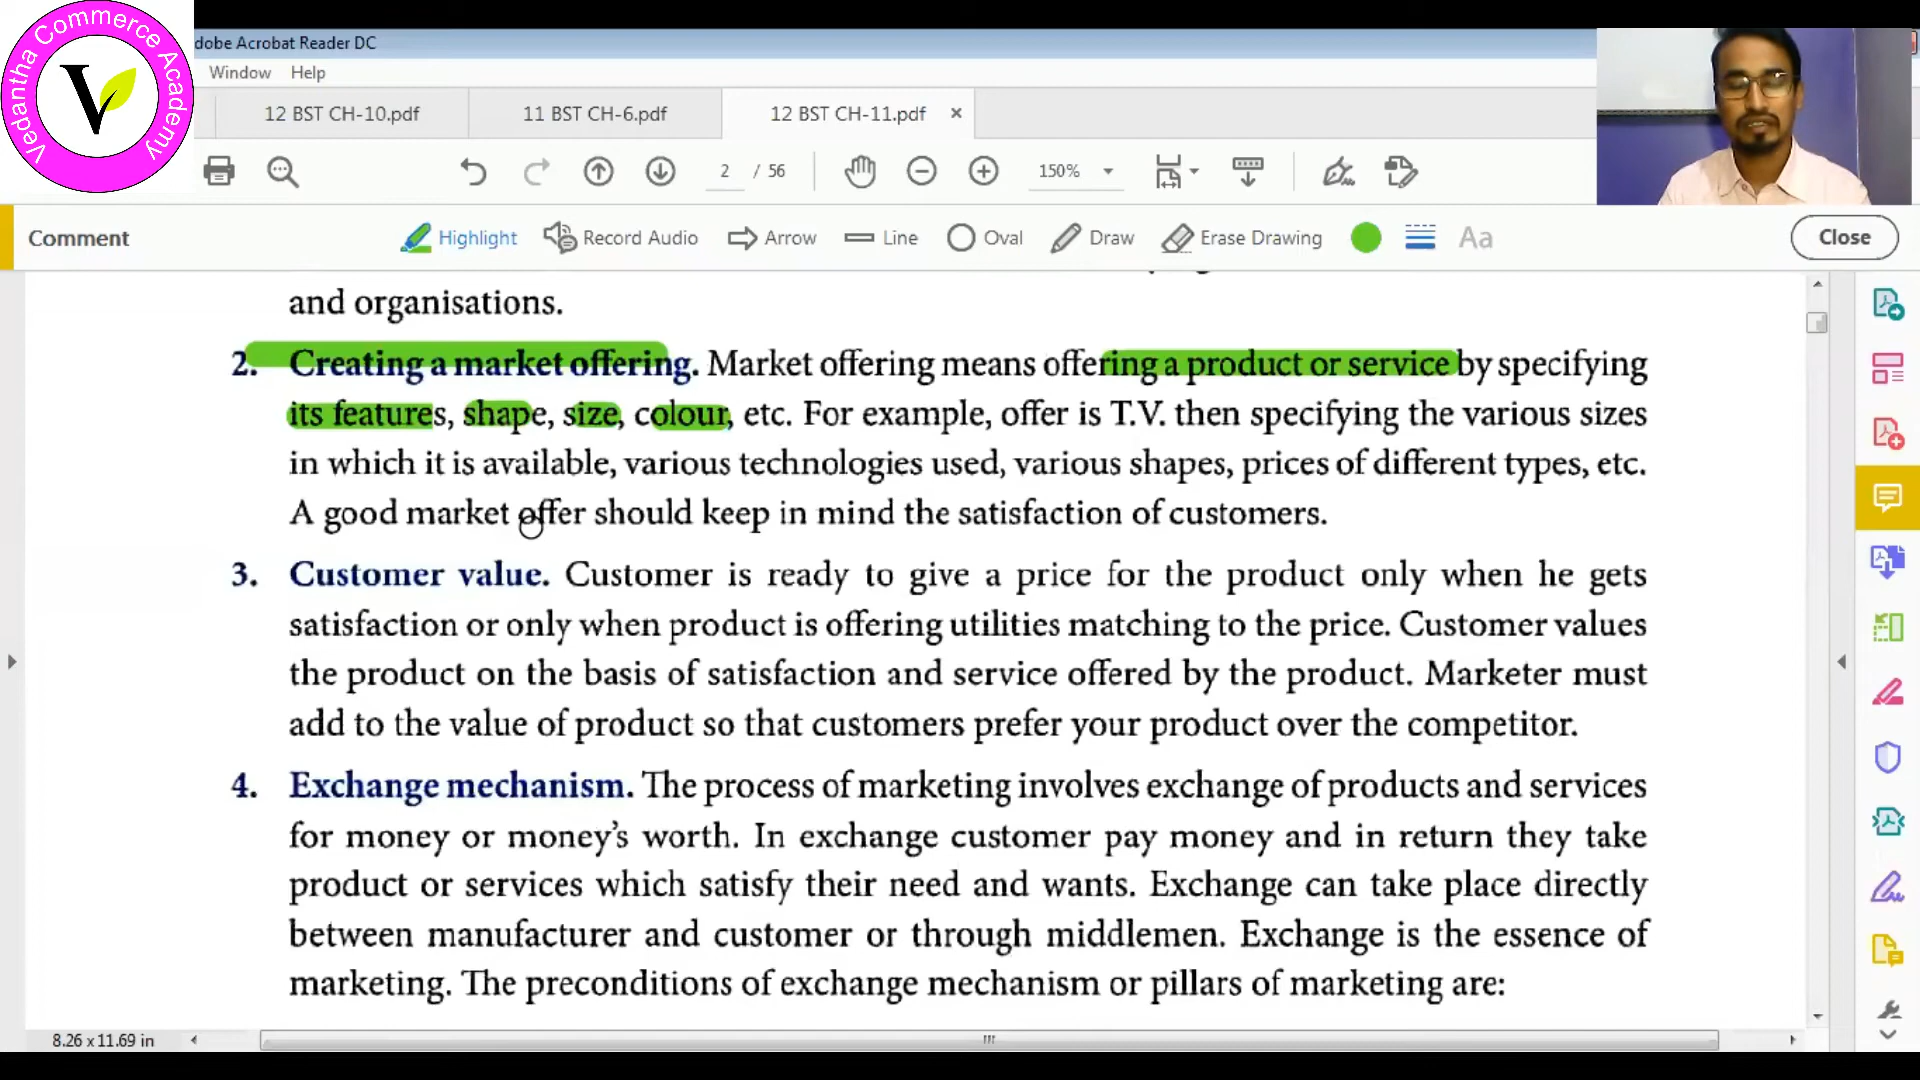 Vedantha Commerce Academy
V
dobe Acrobat Reader DC
Window Help
12 BST CH-10.pdf 11 BST CH-6.pdf 12 BST CH-11.pdf ×
2 / 56 150%
Comment Highlight Record Audio Arrow Line Oval Draw Erase Drawing Aa Close
and organisations.
2. Creating a market offering. Market offering means offering a product or service by specifying
its features, shape, size, colour, etc. For example, offer is T.V. then specifying the various sizes
in which it is available, various technologies used, various shapes, prices of different types, etc.
A good market offer should keep in mind the satisfaction of customers.
3. Customer value. Customer is ready to give a price for the product only when he gets
satisfaction or only when product is offering utilities matching to the price. Customer values
the product on the basis of satisfaction and service offered by the product. Marketer must
add to the value of product so that customers prefer your product over the competitor.
4. Exchange mechanism. The process of marketing involves exchange of products and services
for money or money's worth. In exchange customer pay money and in return they take
product or services which satisfy their need and wants. Exchange can take place directly
between manufacturer and customer or through middlemen. Exchange is the essence of
marketing. The preconditions of exchange mechanism or pillars of marketing are:
8.26 x 11.69 in